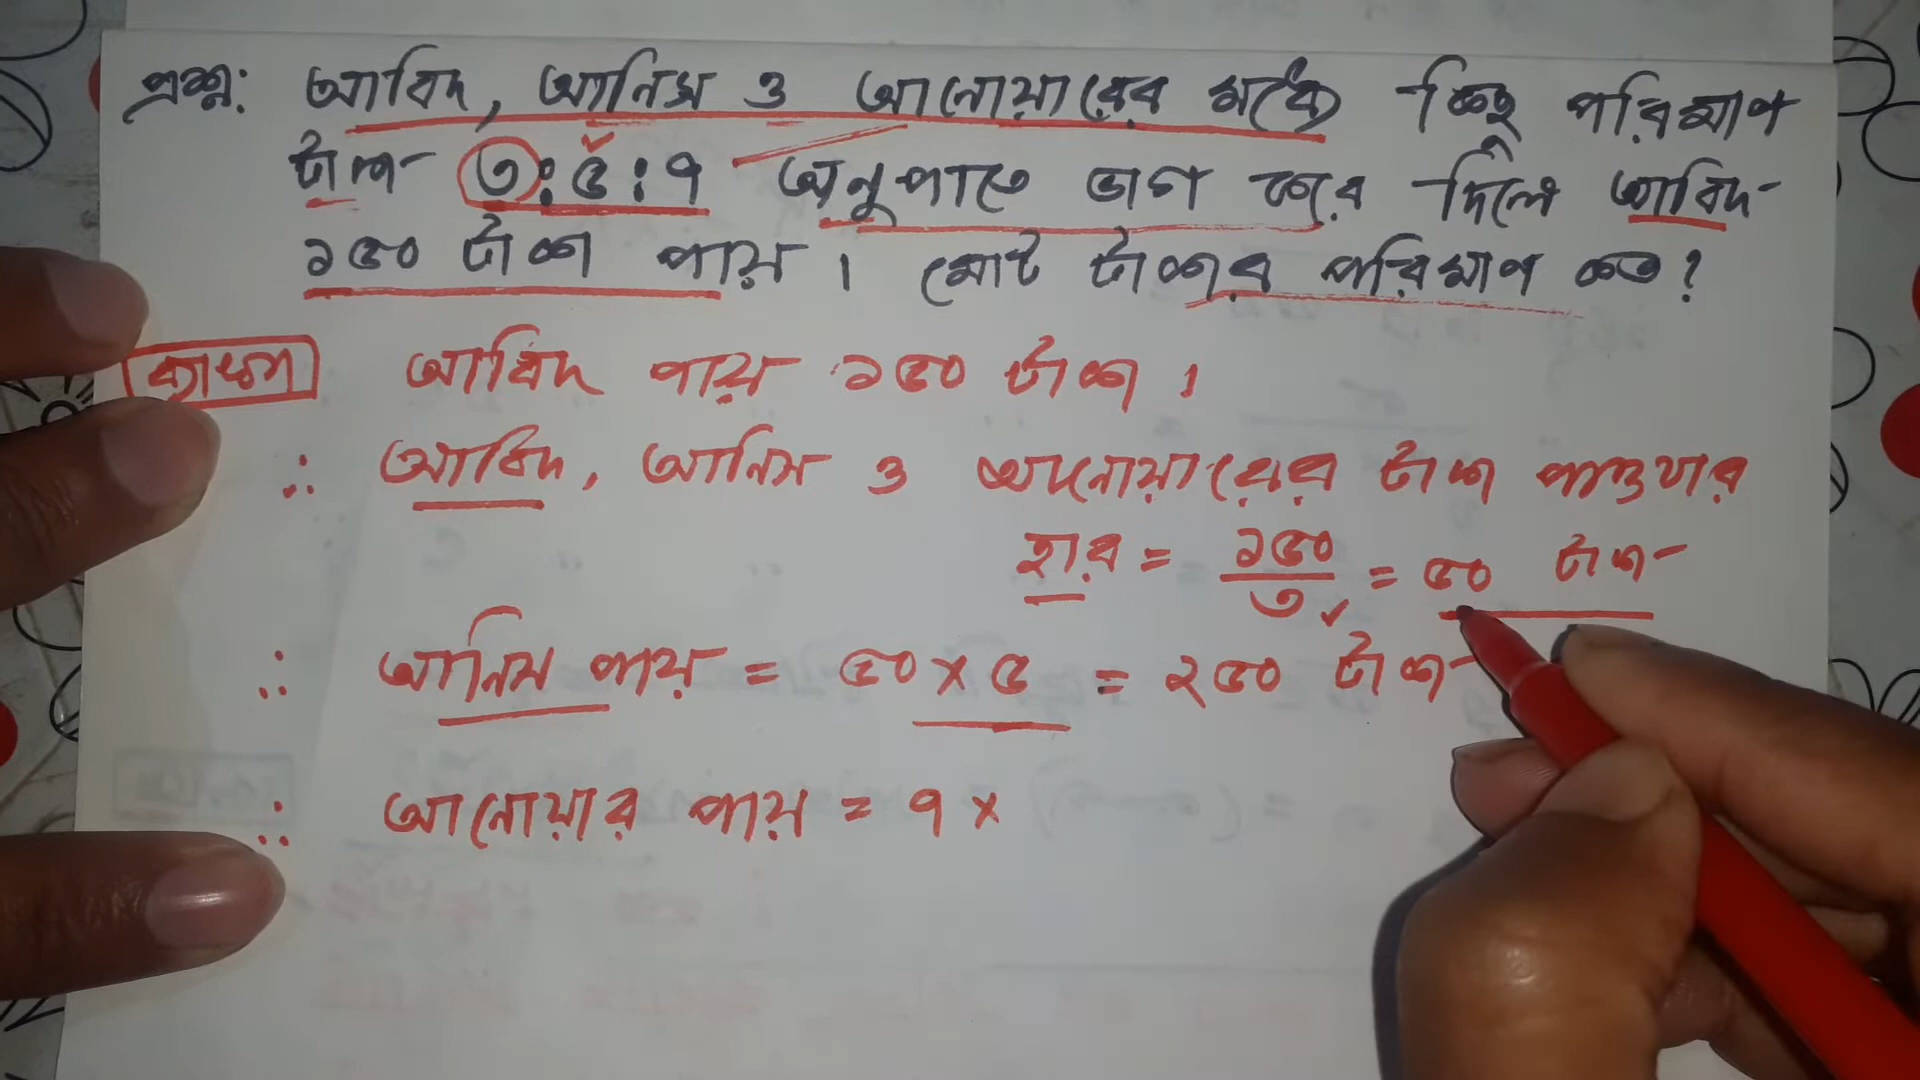 প্রশ্ন: আবিদ, আনিস ও আনোয়ারের মধ্যে কিছু পরিমাণ
টাকা ৩:৫:৭ অনুপাতে ভাগ করে দিলে আবিদ
১৫০ টাকা পায়। মোট টাকার পরিমাণ কত?
ব্যাখ্যা আবিদ পায় ১৫০ টাকা।
∴ আবিদ, আনিস ও আনোয়ারের টাকা পাওয়ার
হার = ১৫০/৩ = ৫০ টাকা
∴ আনিস পায় = ৫০ × ৫ = ২৫০ টাকা
∴ আনোয়ার পায় = ৭ ×